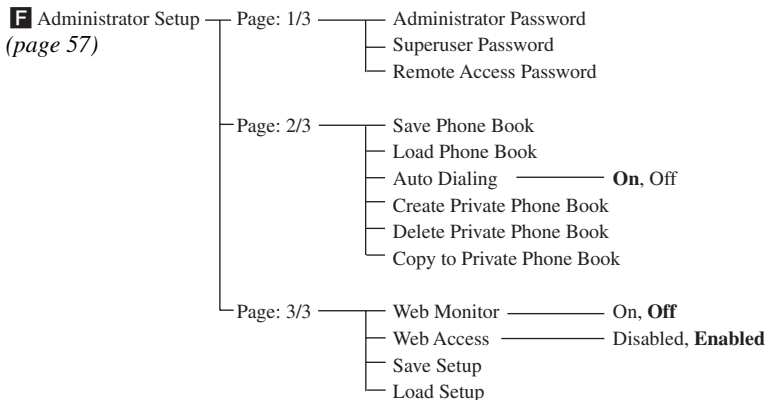 F Administrator Setup Page: 1/3 Administrator Password
(page 57) Superuser Password
Remote Access Password
Page: 2/3 Save Phone Book
Load Phone Book
Auto Dialing On, Off
Create Private Phone Book
Delete Private Phone Book
Copy to Private Phone Book
Page: 3/3 Web Monitor On, Off
Web Access Disabled, Enabled
Save Setup
Load Setup